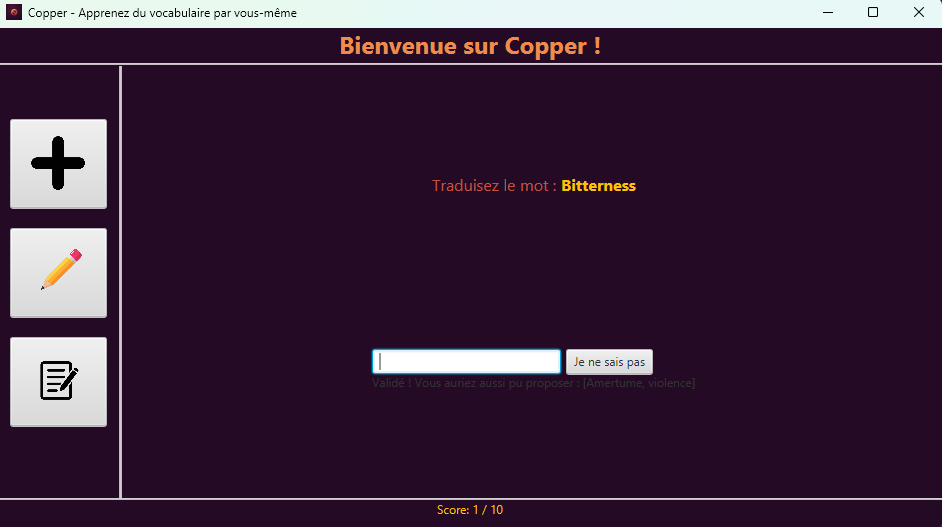 Copper - Apprenez du vocabulaire par vous-même
Bienvenue sur Copper !
Traduisez le mot : Bitterness
Je ne sais pas
Validé ! Vous auriez aussi pu proposer : [Amertume, violence]
Score: 1 / 10